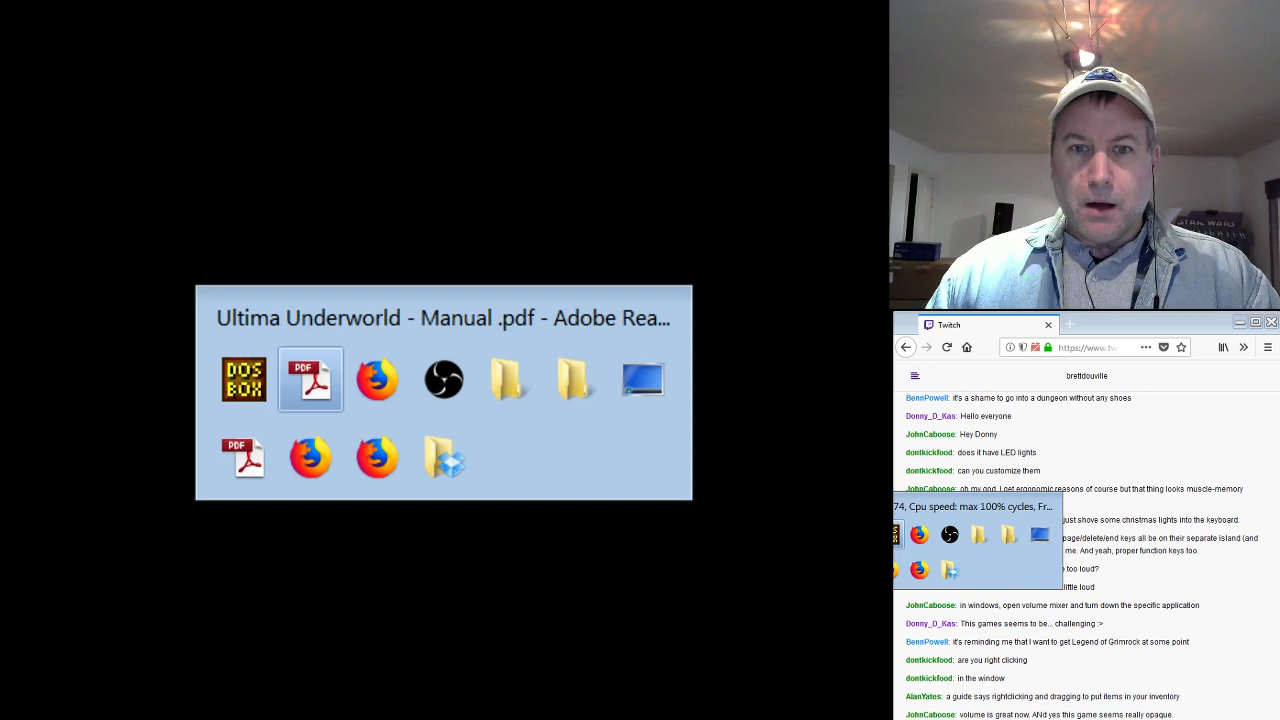 Ultima Underworld - Manual .pdf - Adobe Rea...
DOS
BOX
PDF
PDF
STAR WARS
Twitch
https://www.tw
brettdouville
BennPowell: it's a shame to go into a dungeon without any shoes
Donny_D_Kas: Hello everyone
JohnCaboose: Hey Donny
dontkickfood: does it have LED lights
dontkickfood: can you customize them
JohnCaboose: oh my god, I get ergonomic reasons of course but that thing looks muscle-memory
74, Cpu speed: max 100% cycles, Fr...
just shove some christmas lights into the keyboard.
page/delete/end keys all be on their separate island (and
me. And yeah, proper function keys too.
too loud?
little loud
JohnCaboose: in windows, open volume mixer and turn down the specific application
Donny_D_Kas: This games seems to be... challenging :>
BennPowell: it's reminding me that I want to get Legend of Grimrock at some point
dontkickfood: are you right clicking
dontkickfood: in the window
AlanYates: a guide says rightclicking and dragging to put items in your inventory
JohnCaboose: volume is great now. ANd yes this game seems really opaque.